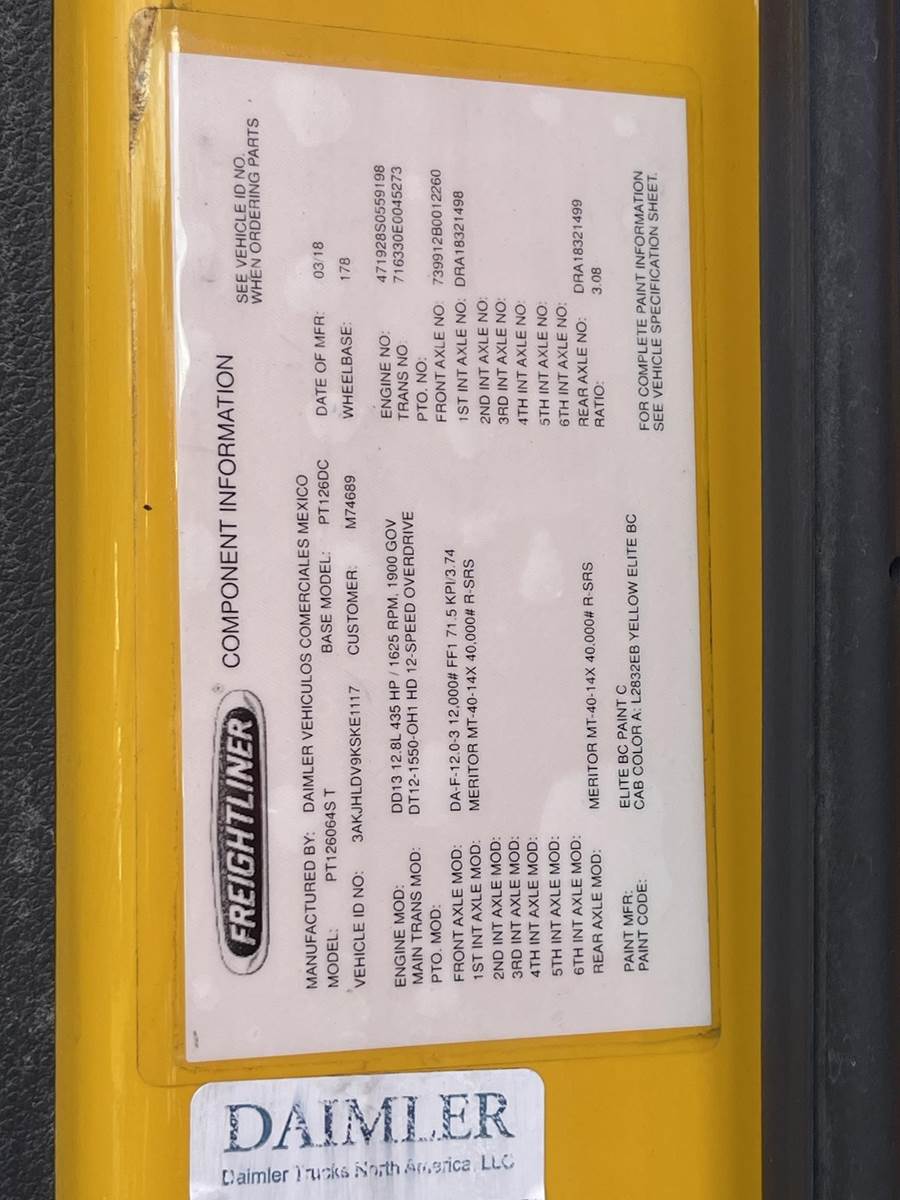 FREIGHTLINER ® COMPONENT INFORMATION
SEE VEHICLE ID NO.
WHEN ORDERING PARTS
MANUFACTURED BY: DAIMLER VEHICULOS COMERCIALES MEXICO DATE OF MFR: 03/18
MODEL: PT126064S T BASE MODEL: PT126DC WHEELBASE: 178
VEHICLE ID NO: 3AKJHLDV9KSKE1117 CUSTOMER: M74689
ENGINE MOD: DD13 12.8L 435 HP / 1625 RPM, 1900 GOV ENGINE NO: 471928S0559198
MAIN TRANS MOD: DT12-1550-OH1 HD 12-SPEED OVERDRIVE TRANS NO: 716330E0045273
PTO. MOD: PTO. NO:
FRONT AXLE MOD: DA-F-12.0-3 12,000# FF1 71.5 KPI/3.74 FRONT AXLE NO: 739912B0012260
1ST INT AXLE MOD: MERITOR MT-40-14X 40,000# R-SRS 1ST INT AXLE NO: DRA18321498
2ND INT AXLE MOD: 2ND INT AXLE NO:
3RD INT AXLE MOD: 3RD INT AXLE NO:
4TH INT AXLE MOD: 4TH INT AXLE NO:
5TH INT AXLE MOD: 5TH INT AXLE NO:
6TH INT AXLE MOD: 6TH INT AXLE NO:
REAR AXLE MOD: MERITOR MT-40-14X 40,000# R-SRS REAR AXLE NO: DRA18321499
RATIO: 3.08
PAINT MFR: ELITE BC PAINT C FOR COMPLETE PAINT INFORMATION
PAINT CODE: CAB COLOR A: L2832EB YELLOW ELITE BC SEE VEHICLE SPECIFICATION SHEET.
DAIMLER
Daimler Trucks North America, LLC